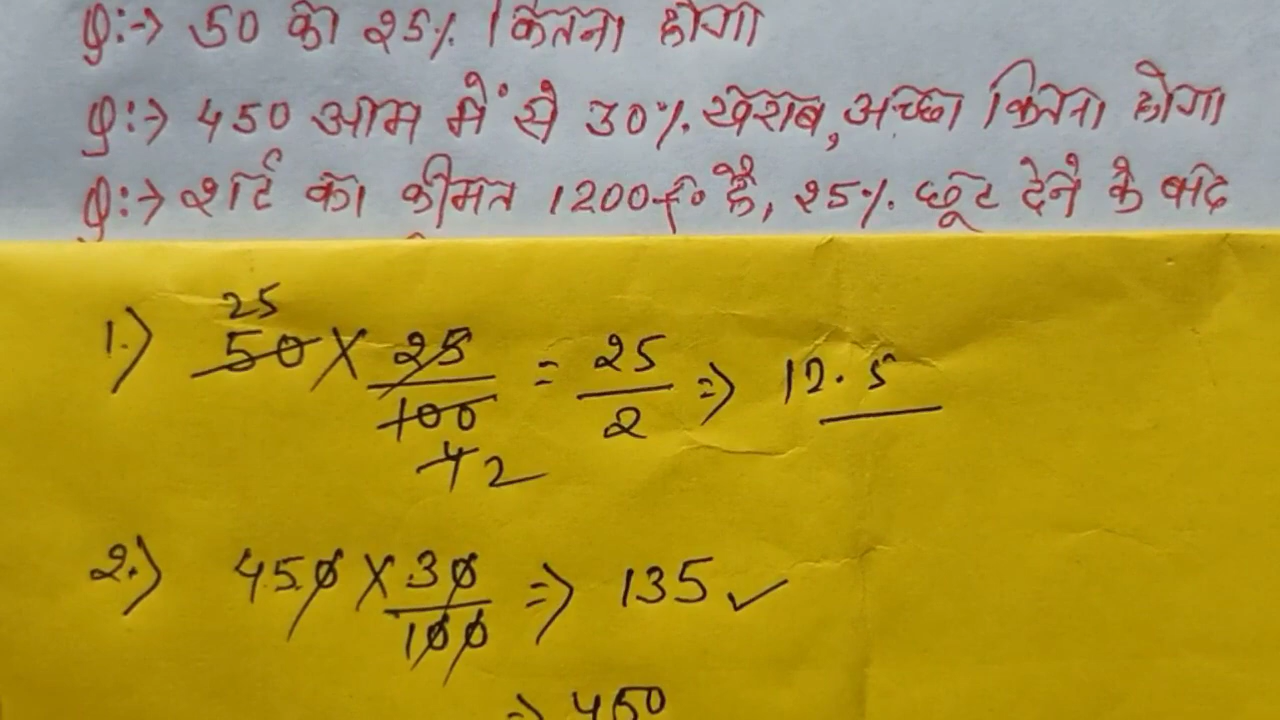 Q:→ 50 का 25% कितना होगा
Q:→ 450 आम में से 30% खराब, अच्छा कितना होगा
Q:→ शर्ट का कीमत 1200रु० है, 25% छूट देने के बाद
1.) 50 25 × 25/100 4 2 = 25/2 => 12.5
2.) 450 × 30/100 => 135 ✓
=> 450